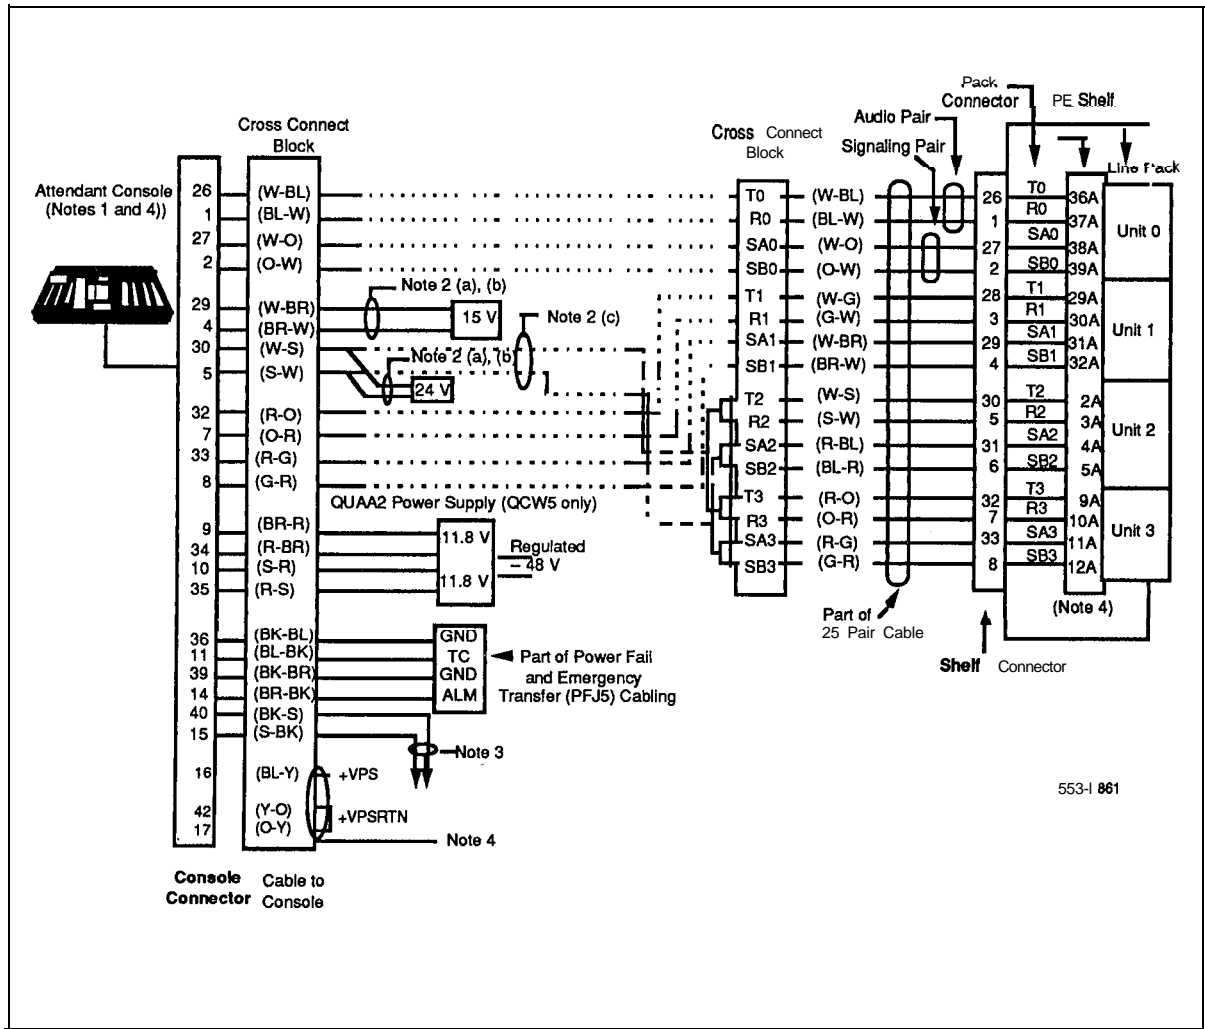 Pack
Connector
PE Shelf
Audio Pair
Signaling Pair
Cross Connect
Block
Cross Connect
Block
Line Pack
Attendant Console
(Notes 1 and 4))
26 (W-BL)
1 (BL-W)
27 (W-O)
2 (O-W)
29 (W-BR)
4 (BR-W)
30 (W-S)
5 (S-W)
32 (R-O)
7 (O-R)
33 (R-G)
8 (G-R)
Note 2 (a), (b)
15 V
Note 2 (c)
Note 2 (a), (b)
24 V
QUAA2 Power Supply (QCW5 only)
9 (BR-R)
34 (R-BR)
10 (S-R)
35 (R-S)
11.8 V
11.8 V
Regulated
– 48 V
36 (BK-BL) GND
11 (BL-BK) TC
39 (BK-BR) GND
14 (BR-BK) ALM
40 (BK-S)
15 (S-BK)
Part of Power Fail
and Emergency
Transfer (PFJ5) Cabling
Note 3
16 (BL-Y) +VPS
42 (Y-O)
17 (O-Y)
+VPSRTN
Note 4
Console
Connector
Cable to
Console
T0 (W-BL) 26 T0 36A
R0 (BL-W) 1 R0 37A
SA0 (W-O) 27 SA0 38A
SB0 (O-W) 2 SB0 39A
Unit 0
T1 (W-G) 28 T1 29A
R1 (G-W) 3 R1 30A
SA1 (W-BR) 29 SA1 31A
SB1 (BR-W) 4 SB1 32A
Unit 1
T2 (W-S) 30 T2 2A
R2 (S-W) 5 R2 3A
SA2 (R-BL) 31 SA2 4A
SB2 (BL-R) 6 SB2 5A
Unit 2
T3 (R-O) 32 T3 9A
R3 (O-R) 7 R3 10A
SA3 (R-G) 33 SA3 11A
SB3 (G-R) 8 SB3 12A
Unit 3
Part of
25 Pair Cable
(Note 4)
Shelf Connector
553-I 861